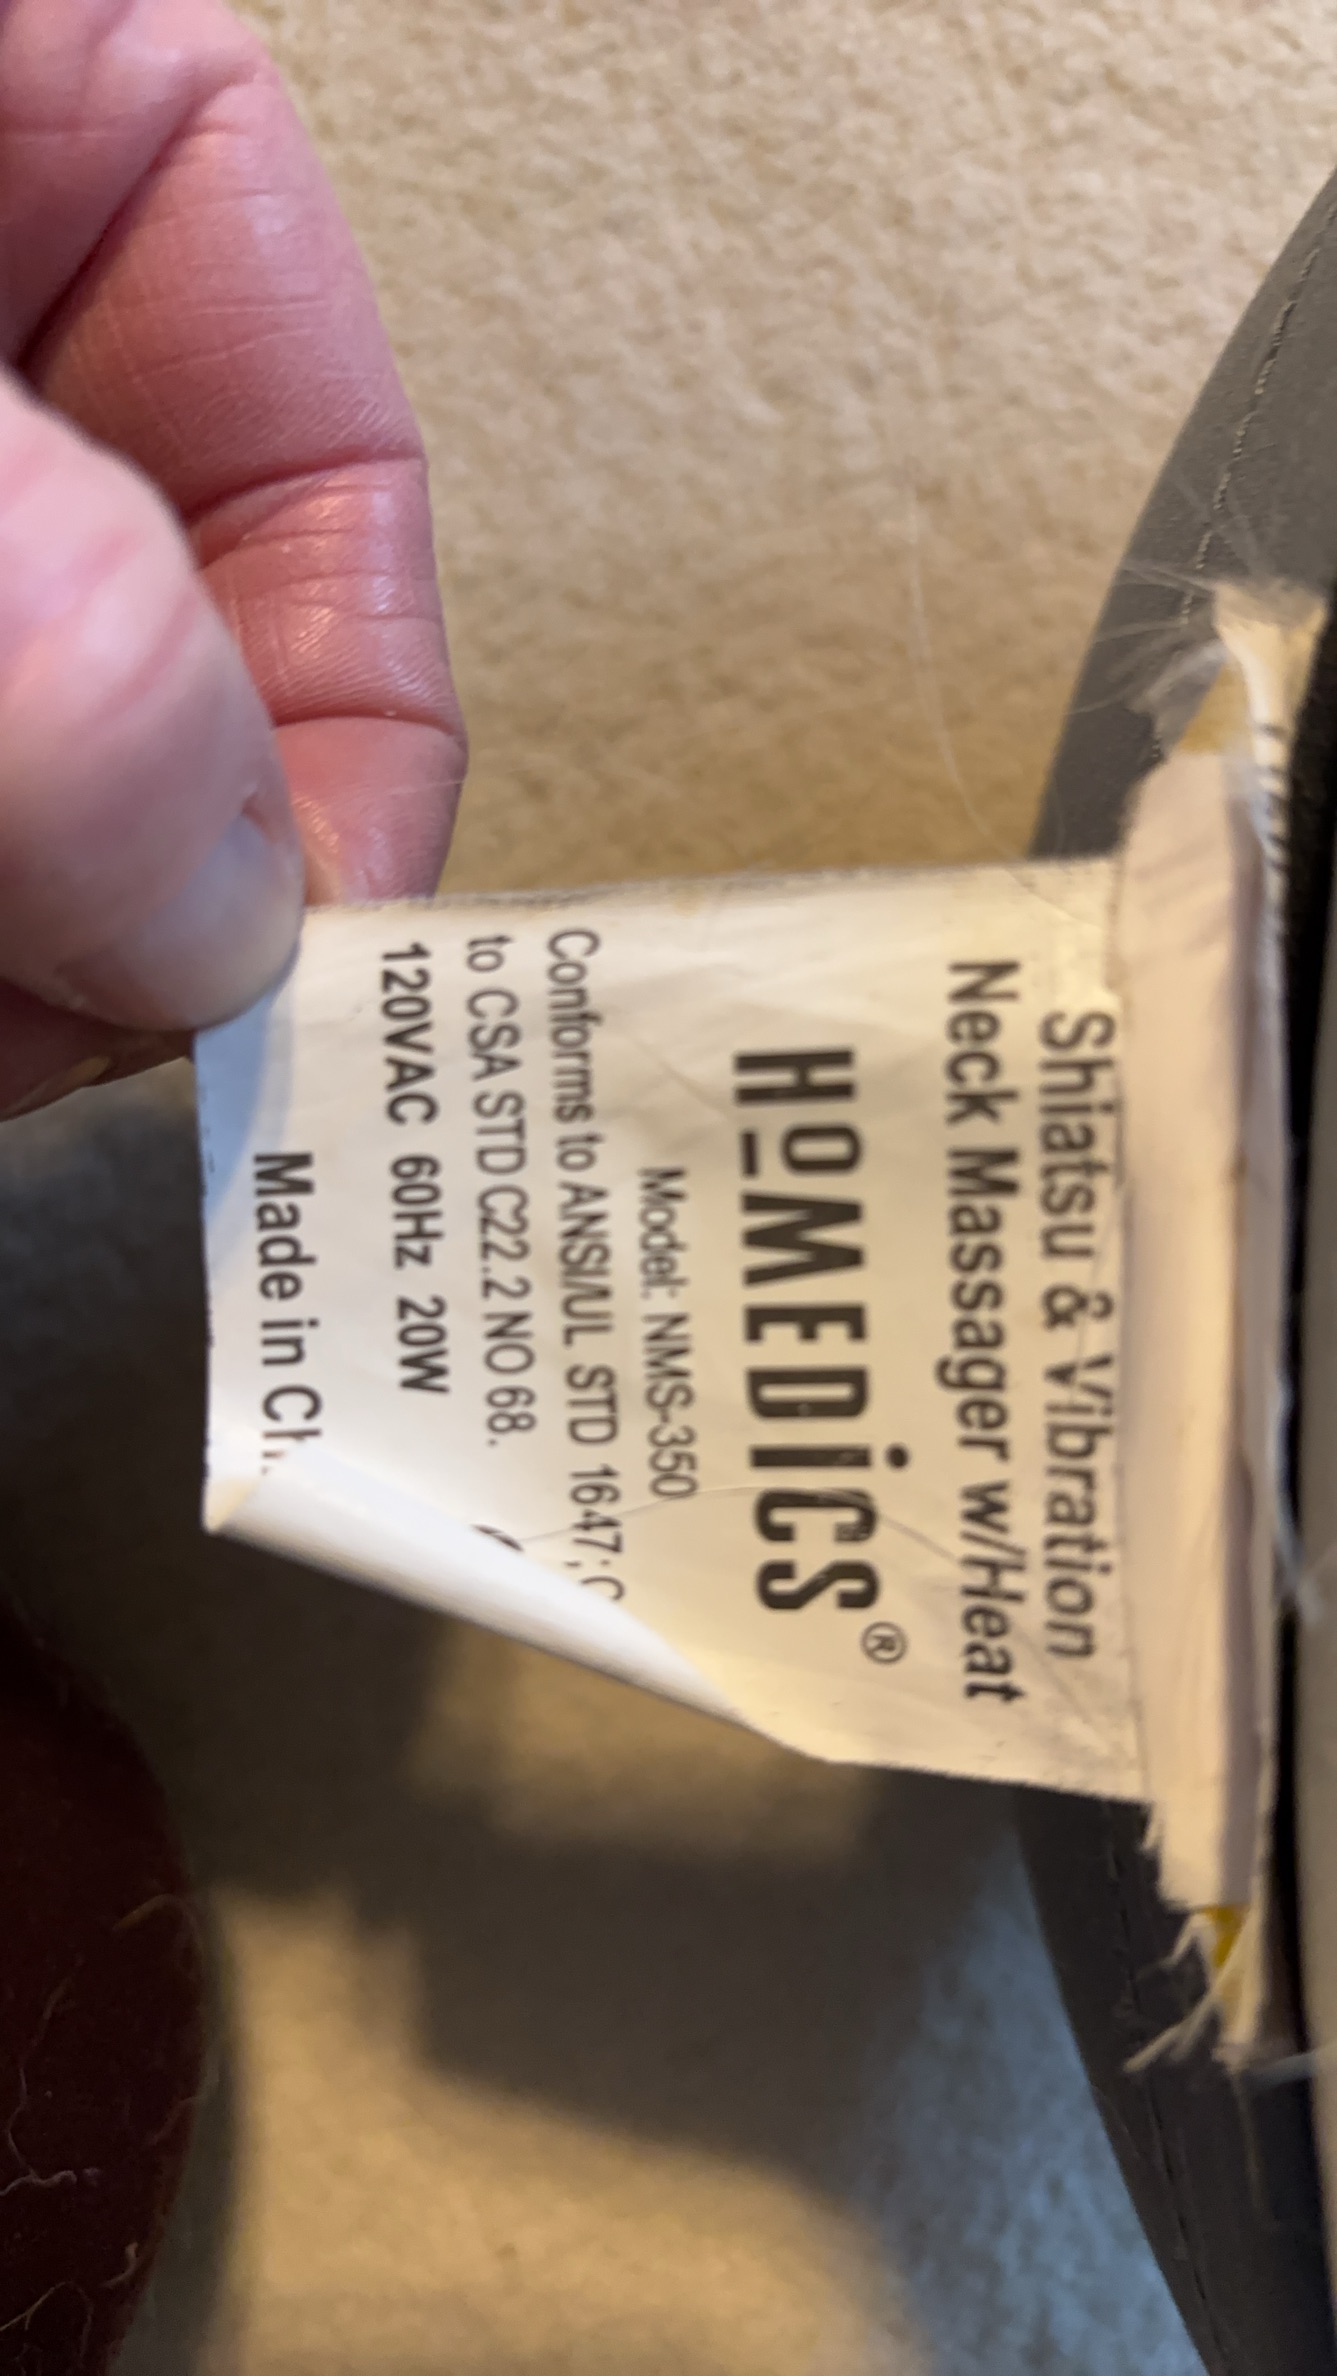 Shiatsu & Vibration
Neck Massager w/Heat
HoMEDiCS®
Model: NMS-350
Conforms to ANSI/UL STD 1647; C
to CSA STD C22.2 NO 68.
120VAC 60Hz 20W
Made in Ch